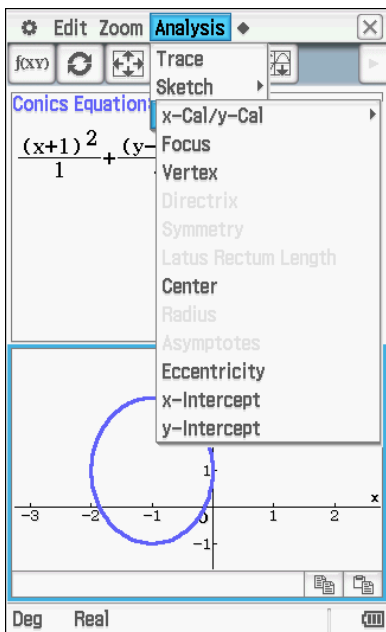 Edit Zoom Analysis
f(XY)
Trace
Sketch
Conics Equation
x-Cal/y-Cal
(x+1)2 (y-
1 +
Focus
Vertex
Directrix
Symmetry
Latus Rectum Length
Center
Radius
Asymptotes
Eccentricity
x-Intercept
y-Intercept
1
x
-3 -2 -1 0 1 2
-1
Deg Real